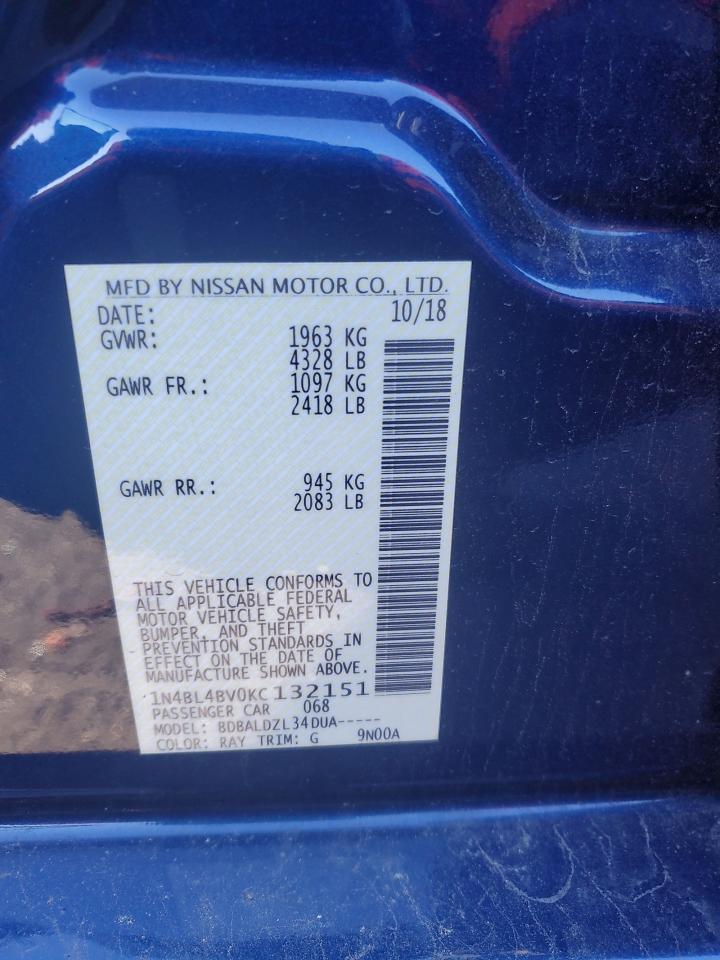 MFD BY NISSAN MOTOR CO., LTD.
DATE: 10/18
GVWR: 1963 KG
4328 LB
GAWR FR.: 1097 KG
2418 LB
GAWR RR.: 945 KG
2083 LB
THIS VEHICLE CONFORMS TO
ALL APPLICABLE FEDERAL
MOTOR VEHICLE SAFETY,
BUMPER, AND THEFT
PREVENTION STANDARDS IN
EFFECT ON THE DATE OF
MANUFACTURE SHOWN ABOVE.
1N4BL4BV0KC132151
PASSENGER CAR 068
MODEL: BDBALDZL34DUA-----
COLOR: RAY TRIM: G 9N00A